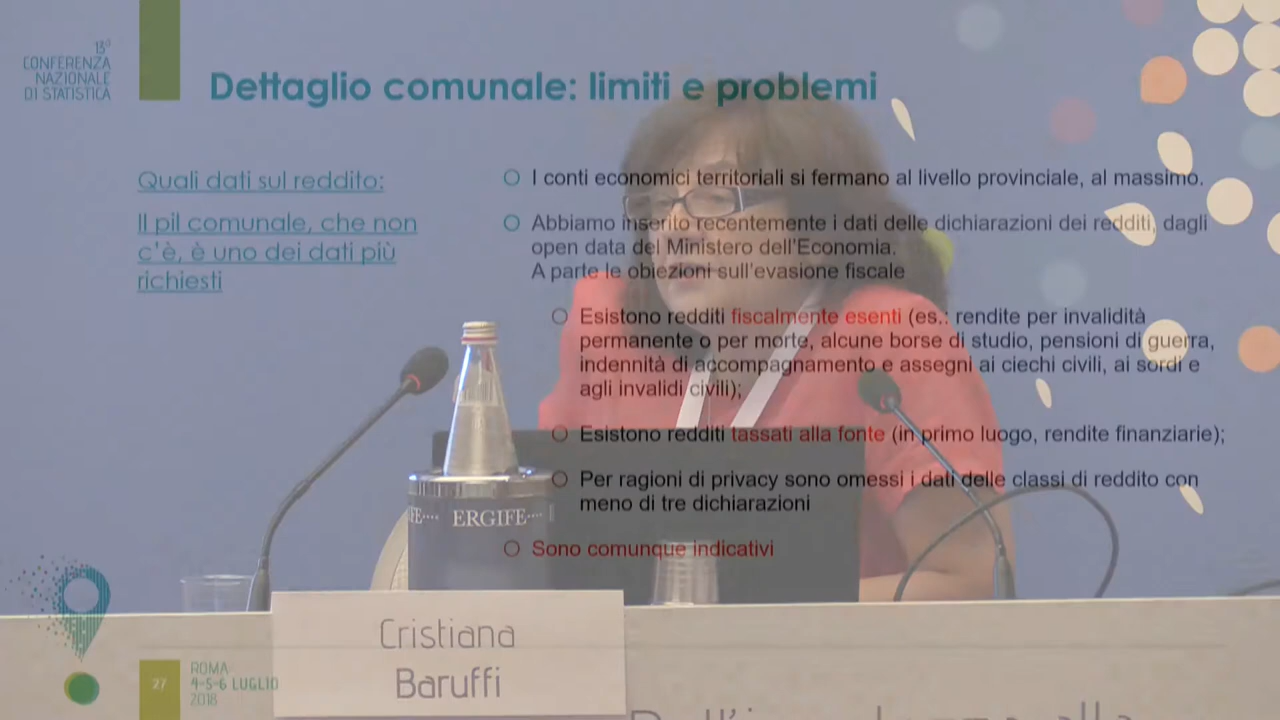 13°
CONFERENZA
NAZIONALE
DI STATISTICA
Dettaglio comunale: limiti e problemi
Quali dati sul reddito:
Il pil comunale, che non
c'è, è uno dei dati più
richiesti
I conti economici territoriali si fermano al livello provinciale, al massimo.
Abbiamo inserito recentemente i dati delle dichiarazioni dei redditi, dagli
open data del Ministero dell'Economia.
A parte le obiezioni sull'evasione fiscale
Esistono redditi fiscalmente esenti (es.: rendite per invalidità
permanente o per morte, alcune borse di studio, pensioni di guerra,
indennità di accompagnamento e assegni ai ciechi civili, ai sordi e
agli invalidi civili);
Esistono redditi tassati alla fonte (in primo luogo, rendite finanziarie);
Per ragioni di privacy sono omessi i dati delle classi di reddito con
meno di tre dichiarazioni
Sono comunque indicativi
ERGIFE
Cristiana
Baruffi
27
ROMA
4-5-6 LUGLIO
2018